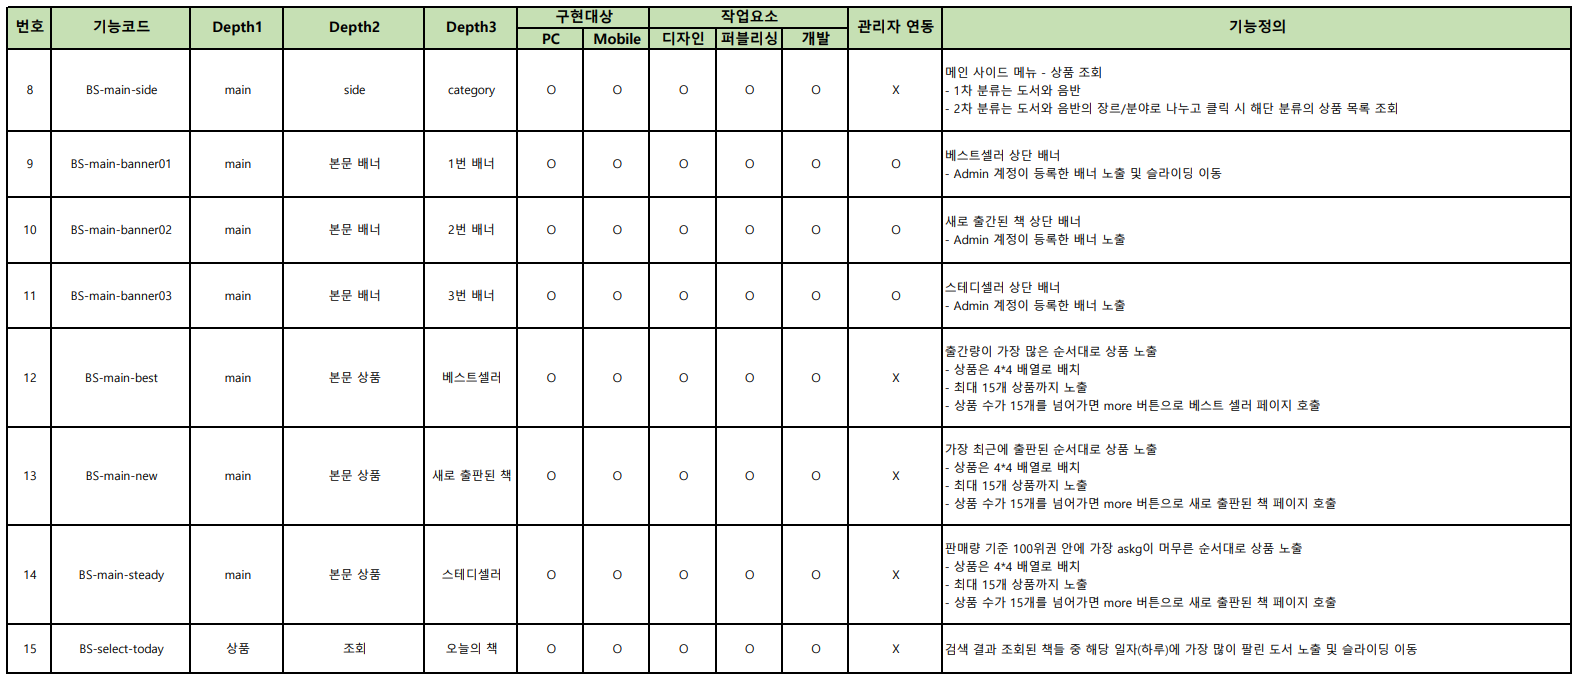 번호 기능코드 Depth1 Depth2 Depth3 구현대상 작업요소 관리자 연동 기능정의
PC Mobile 디자인 퍼블리싱 개발
8 BS-main-side main side category O O O O O X
메인 사이드 메뉴 - 상품 조회
- 1차 분류는 도서와 음반
- 2차 분류는 도서와 음반의 장르/분야로 나누고 클릭 시 해단 분류의 상품 목록 조회
9 BS-main-banner01 main 본문 배너 1번 배너 O O O O O O
베스트셀러 상단 배너
- Admin 계정이 등록한 배너 노출 및 슬라이딩 이동
10 BS-main-banner02 main 본문 배너 2번 배너 O O O O O O
새로 출간된 책 상단 배너
- Admin 계정이 등록한 배너 노출
11 BS-main-banner03 main 본문 배너 3번 배너 O O O O O O
스테디셀러 상단 배너
- Admin 계정이 등록한 배너 노출
12 BS-main-best main 본문 상품 베스트셀러 O O O O O X
출간량이 가장 많은 순서대로 상품 노출
- 상품은 4*4 배열로 배치
- 최대 15개 상품까지 노출
- 상품 수가 15개를 넘어가면 more 버튼으로 베스트 셀러 페이지 호출
13 BS-main-new main 본문 상품 새로 출판된 책 O O O O O X
가장 최근에 출판된 순서대로 상품 노출
- 상품은 4*4 배열로 배치
- 최대 15개 상품까지 노출
- 상품 수가 15개를 넘어가면 more 버튼으로 새로 출판된 책 페이지 호출
14 BS-main-steady main 본문 상품 스테디셀러 O O O O O X
판매량 기준 100위권 안에 가장 askg이 머무른 순서대로 상품 노출
- 상품은 4*4 배열로 배치
- 최대 15개 상품까지 노출
- 상품 수가 15개를 넘어가면 more 버튼으로 새로 출판된 책 페이지 호출
15 BS-select-today 상품 조회 오늘의 책 O O O O O X
검색 결과 조회된 책들 중 해당 일자(하루)에 가장 많이 팔린 도서 노출 및 슬라이딩 이동